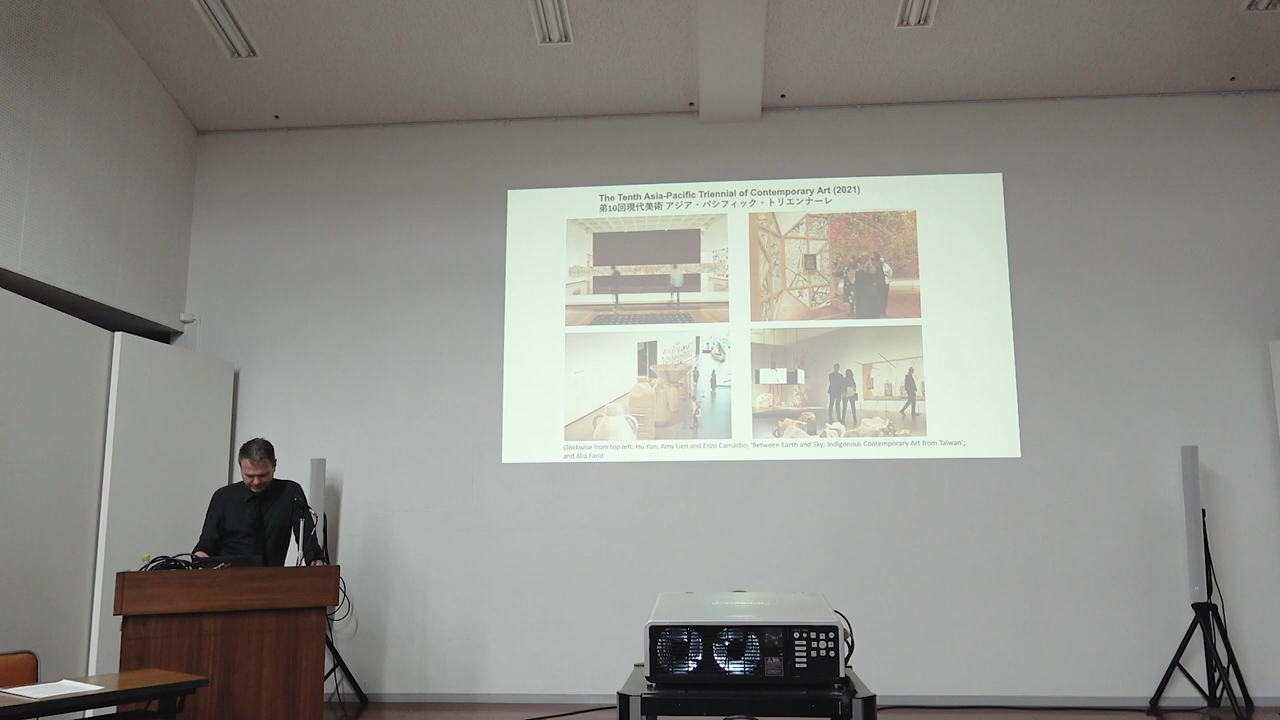 The Tenth Asia-Pacific Triennial of Contemporary Art (2021)
第10回現代美術 アジア・パシフィック・トリエンナーレ
Clockwise from top left: Hu Yun; Amy Lien and Enzo Camacho; 'Between Earth and Sky: Indigenous Contemporary Art from Taiwan';
and Alia Farid